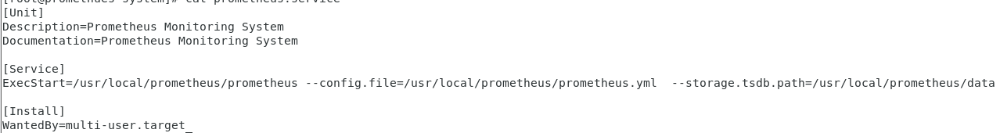 [root@promethues system]# cat prometheus.service
[Unit]
Description=Prometheus Monitoring System
Documentation=Prometheus Monitoring System
[Service]
ExecStart=/usr/local/prometheus/prometheus --config.file=/usr/local/prometheus/prometheus.yml  --storage.tsdb.path=/usr/local/prometheus/data
[Install]
WantedBy=multi-user.target_